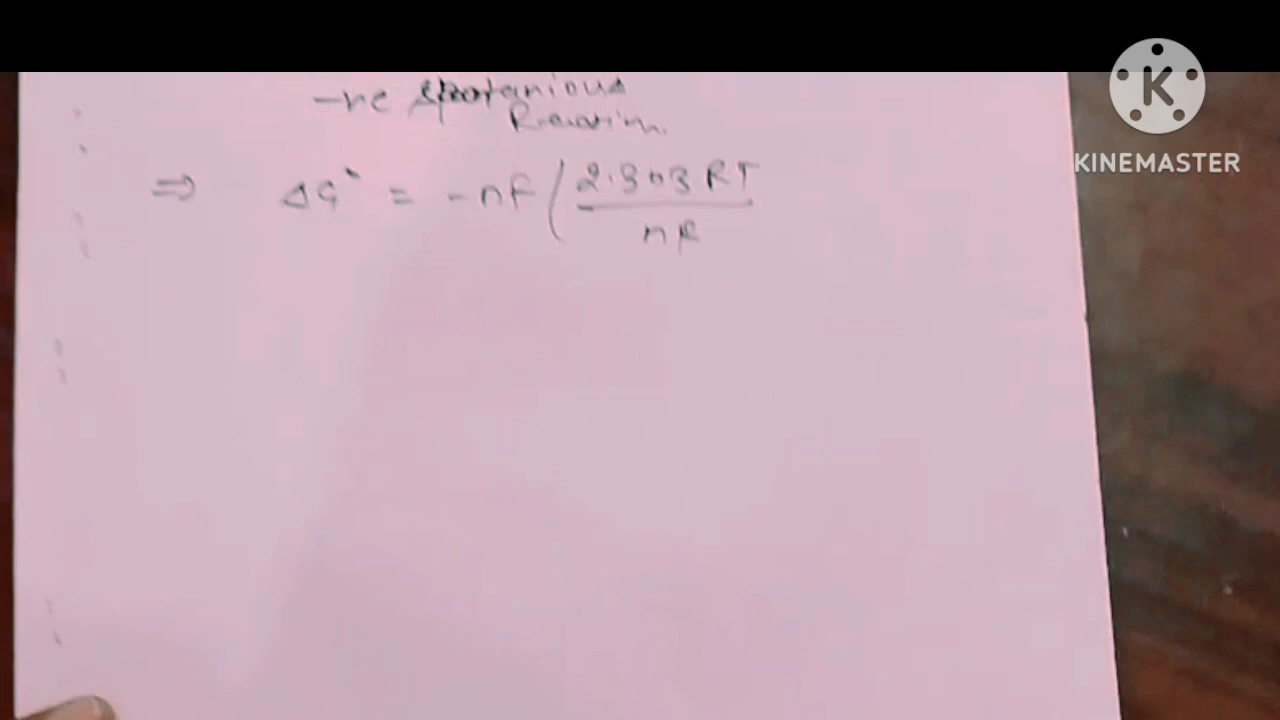 -ve spontanious
Reaction.
⇒ ΔG° = -nF ( 2.303 RT
nF
K
KINEMASTER